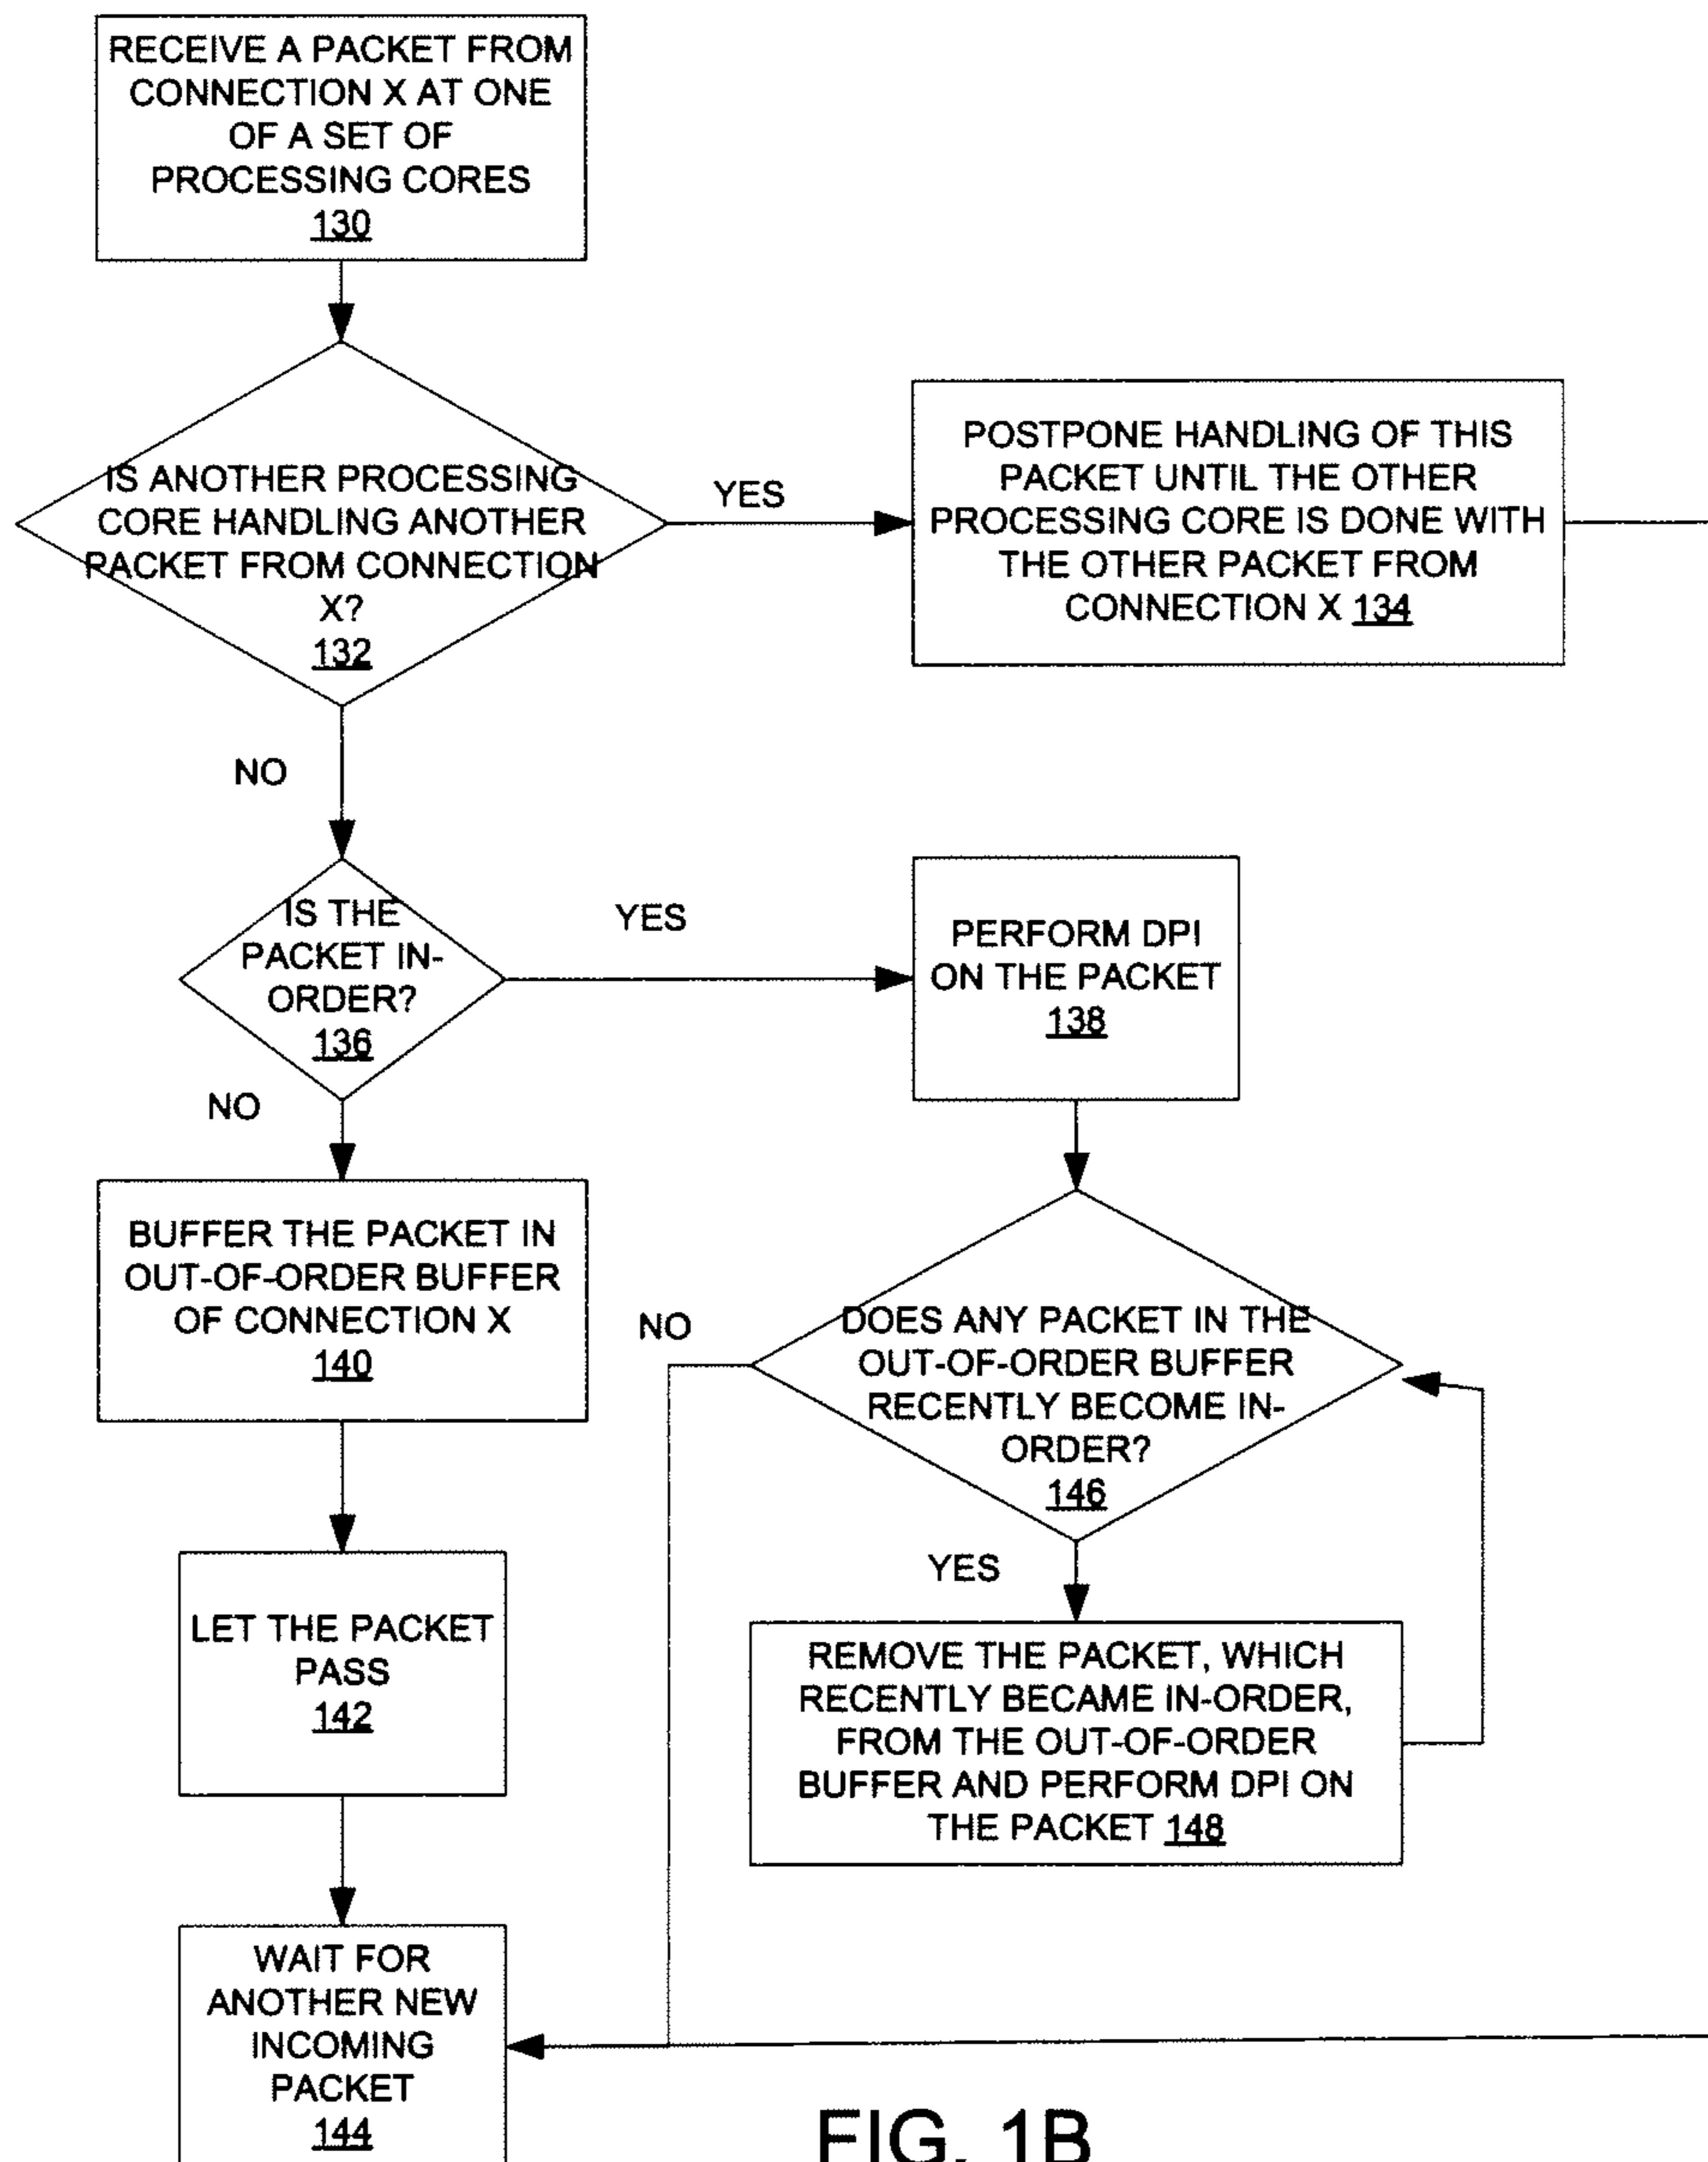 RECEIVE A PACKET FROM
CONNECTION X AT ONE
OF A SET OF
PROCESSING CORES
130
IS ANOTHER PROCESSING
CORE HANDLING ANOTHER
PACKET FROM CONNECTION
X?
132
YES
POSTPONE HANDLING OF THIS
PACKET UNTIL THE OTHER
PROCESSING CORE IS DONE WITH
THE OTHER PACKET FROM
CONNECTION X 134
NO
IS THE
PACKET IN-
ORDER?
136
YES
PERFORM DPI
ON THE PACKET
138
NO
BUFFER THE PACKET IN
OUT-OF-ORDER BUFFER
OF CONNECTION X
140
NO
DOES ANY PACKET IN THE
OUT-OF-ORDER BUFFER
RECENTLY BECOME IN-
ORDER?
146
YES
LET THE PACKET
PASS
142
REMOVE THE PACKET, WHICH
RECENTLY BECAME IN-ORDER,
FROM THE OUT-OF-ORDER
BUFFER AND PERFORM DPI ON
THE PACKET 148
WAIT FOR
ANOTHER NEW
INCOMING
PACKET
144
FIG. 1B